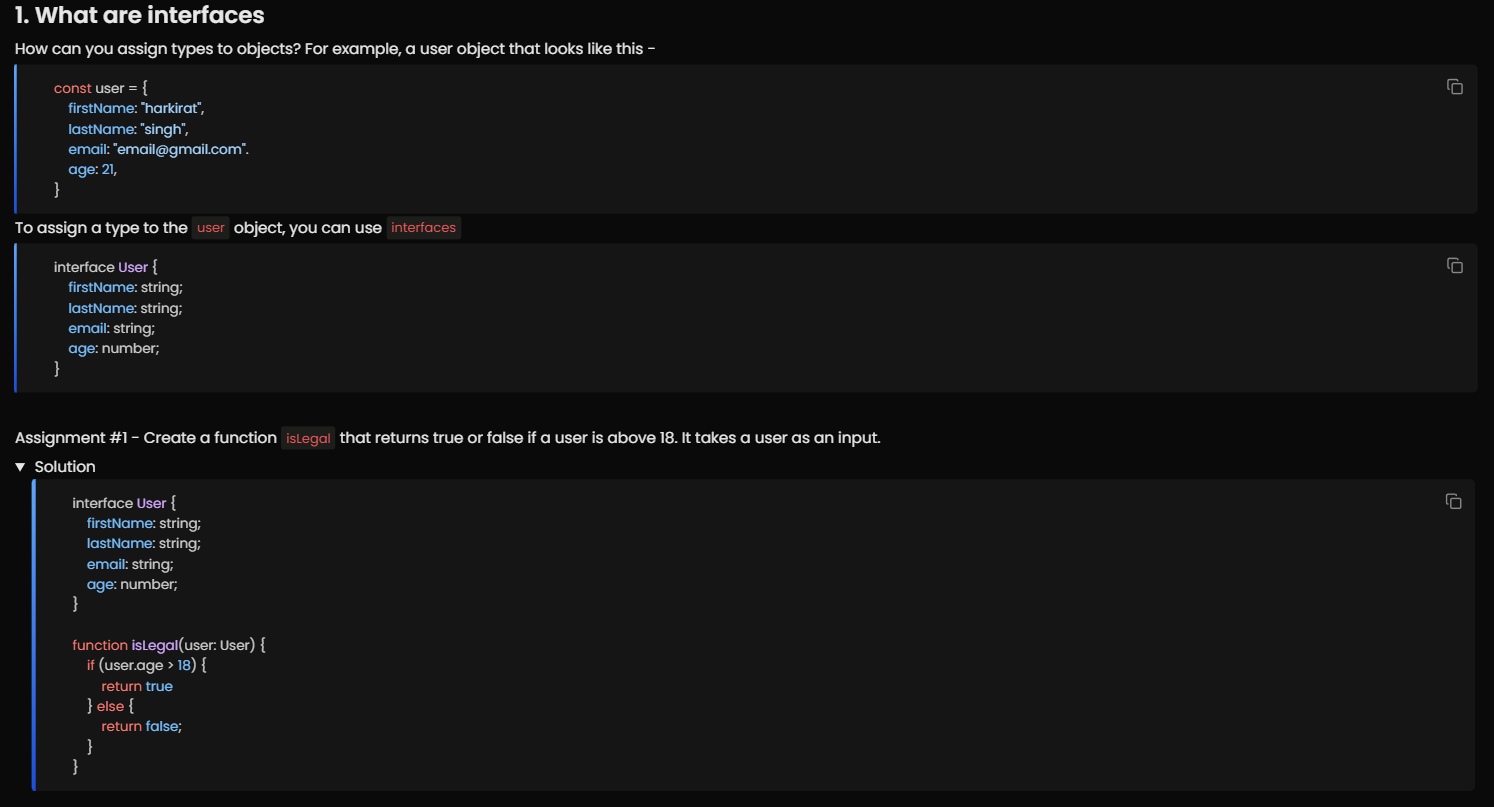 1. What are interfaces
How can you assign types to objects? For example, a user object that looks like this -
const user = {
firstName: "harkirat",
lastName: "singh",
email: "email@gmail.com".
age: 21,
}
To assign a type to the user object, you can use interfaces
interface User {
firstName: string;
lastName: string;
email: string;
age: number;
}
Assignment #1 - Create a function isLegal that returns true or false if a user is above 18. It takes a user as an input.
▼ Solution
interface User {
firstName: string;
lastName: string;
email: string;
age: number;
}
function isLegal(user: User) {
if (user.age > 18) {
return true
} else {
return false;
}
}